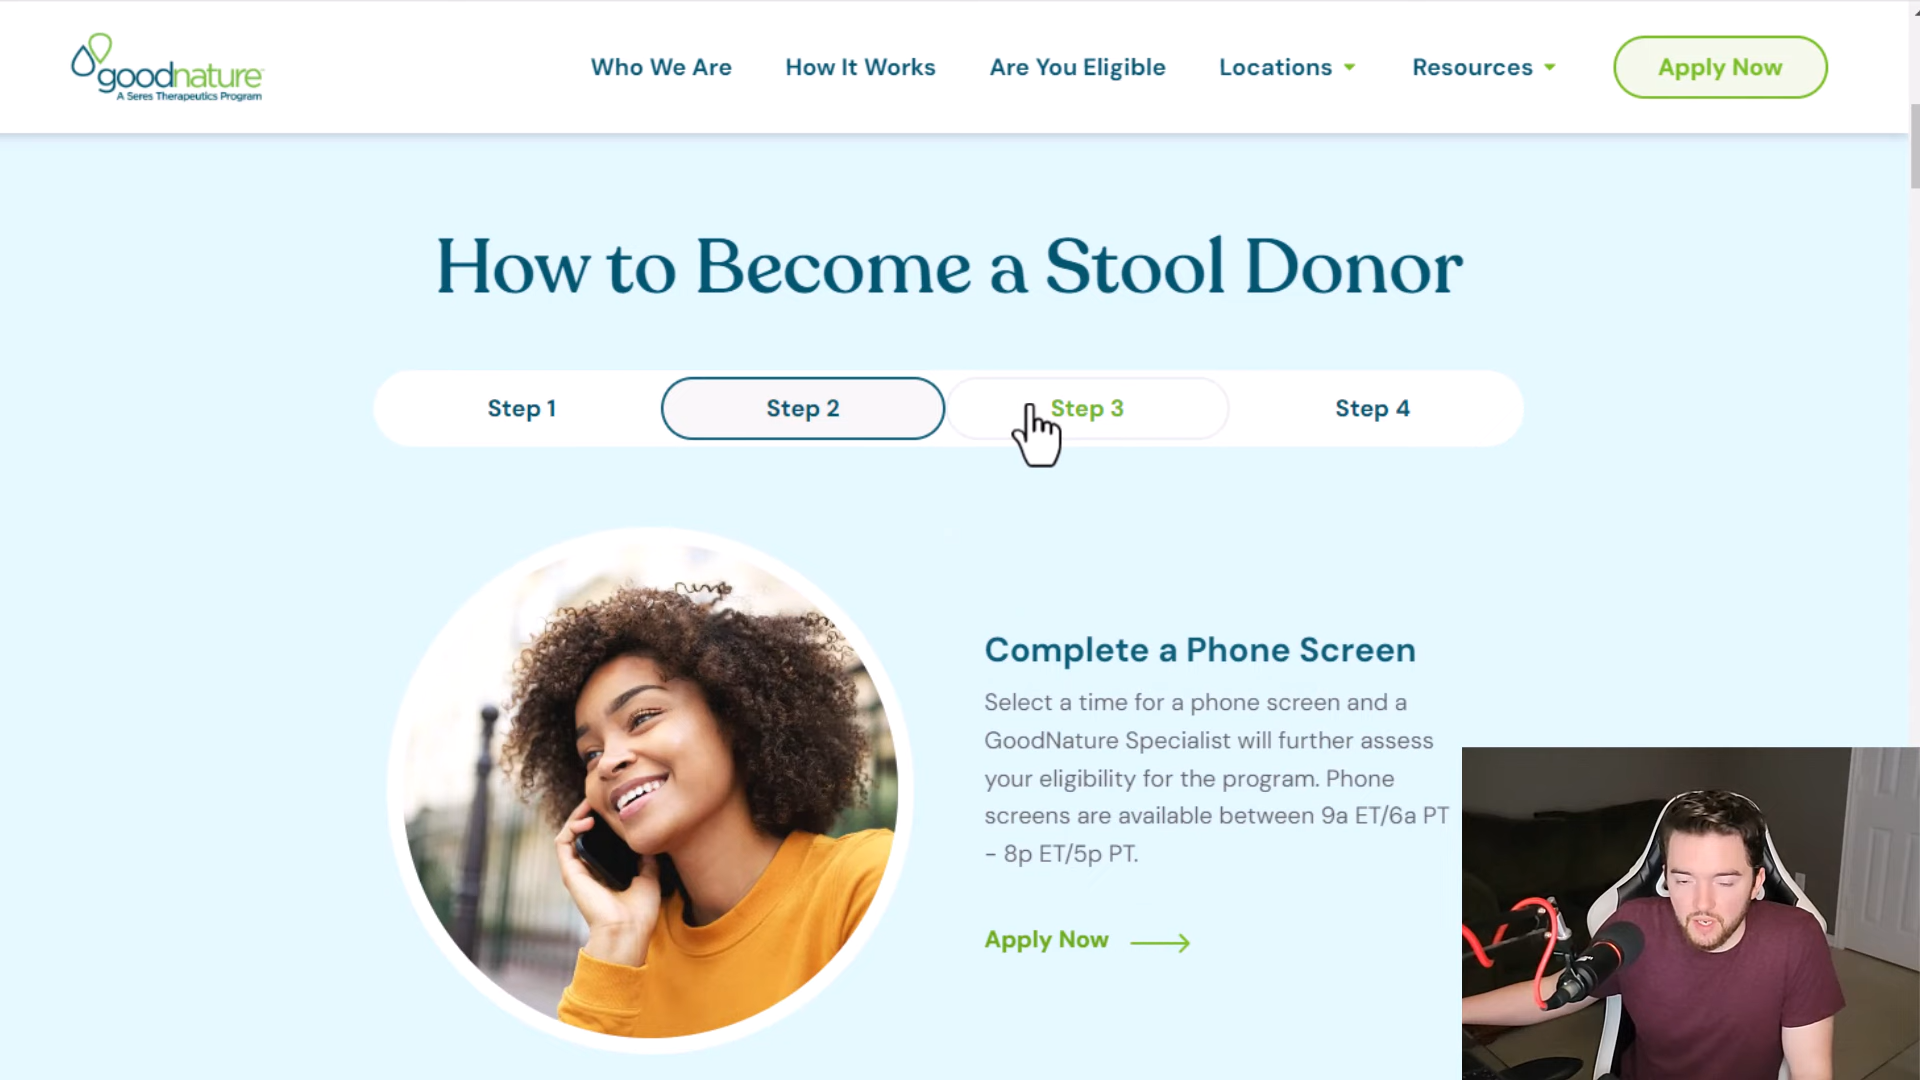 goodnature
A Seres Therapeutics Program
Who We Are
How It Works
Are You Eligible
Locations
Resources
Apply Now
How to Become a Stool Donor
Step 1
Step 2
Step 3
Step 4
Complete a Phone Screen
Select a time for a phone screen and a
GoodNature Specialist will further assess
your eligibility for the program. Phone
screens are available between 9a ET/6a PT
- 8p ET/5p PT.
Apply Now